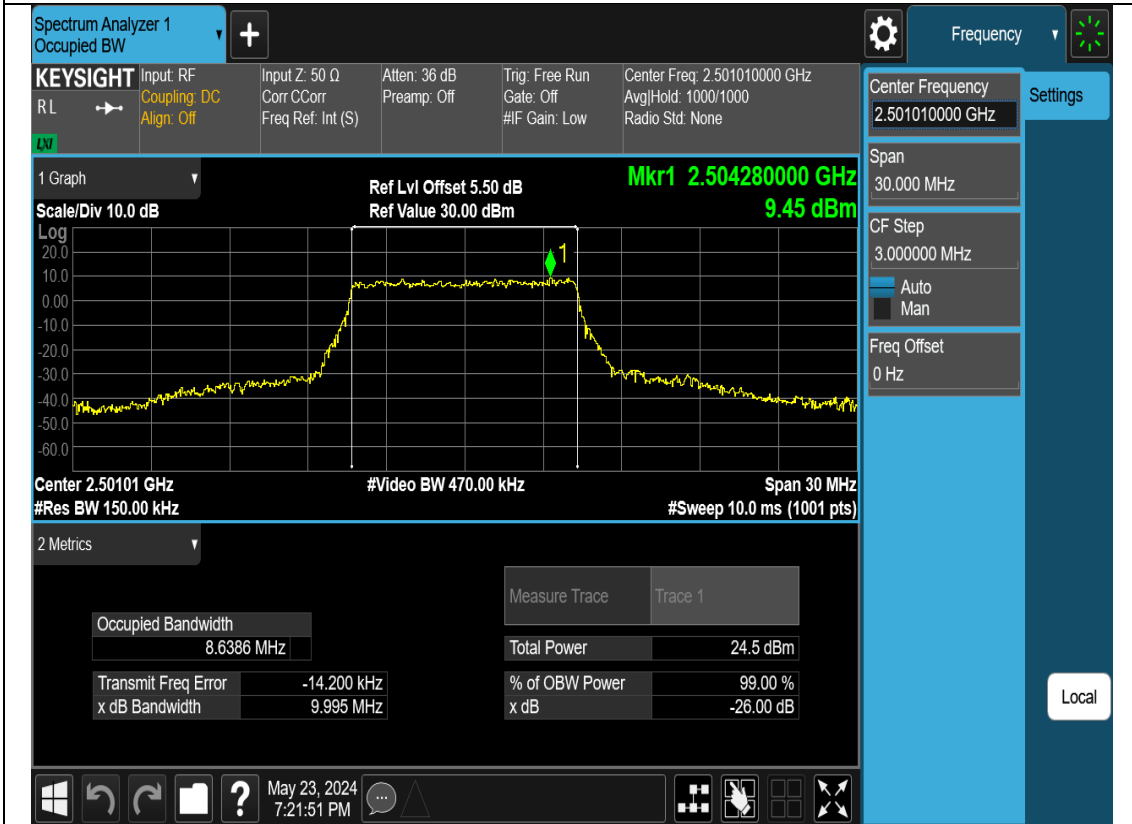 Spectrum Analyzer 1
Occupied BW
+
Frequency
KEYSIGHT
RL
LXI
Input: RF
Coupling: DC
Align: Off
Input Z: 50 Ω
Corr CCorr
Freq Ref: Int (S)
Atten: 36 dB
Preamp: Off
Trig: Free Run
Gate: Off
#IF Gain: Low
Center Freq: 2.501010000 GHz
Avg|Hold: 1000/1000
Radio Std: None
Center Frequency
2.501010000 GHz
Settings
Span
30.000 MHz
CF Step
3.000000 MHz
Auto
Man
Freq Offset
0 Hz
Local
1 Graph
Scale/Div 10.0 dB
Ref Lvl Offset 5.50 dB
Ref Value 30.00 dBm
Mkr1 2.504280000 GHz
9.45 dBm
Log
20.0
10.0
0.00
-10.0
-20.0
-30.0
-40.0
-50.0
-60.0
1
Center 2.50101 GHz
#Video BW 470.00 kHz
Span 30 MHz
#Res BW 150.00 kHz
#Sweep 10.0 ms (1001 pts)
2 Metrics
Measure Trace Trace 1
Occupied Bandwidth
8.6386 MHz
Total Power 24.5 dBm
Transmit Freq Error -14.200 kHz
% of OBW Power 99.00 %
x dB Bandwidth 9.995 MHz
x dB -26.00 dB
?
May 23, 2024
7:21:51 PM